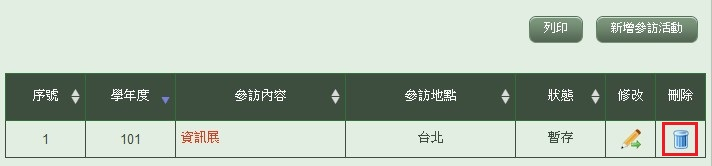 列印 新增參訪活動
序號 學年度 參訪內容 參訪地點 狀態 修改 刪除
1 101 資訊展 台北 暫存